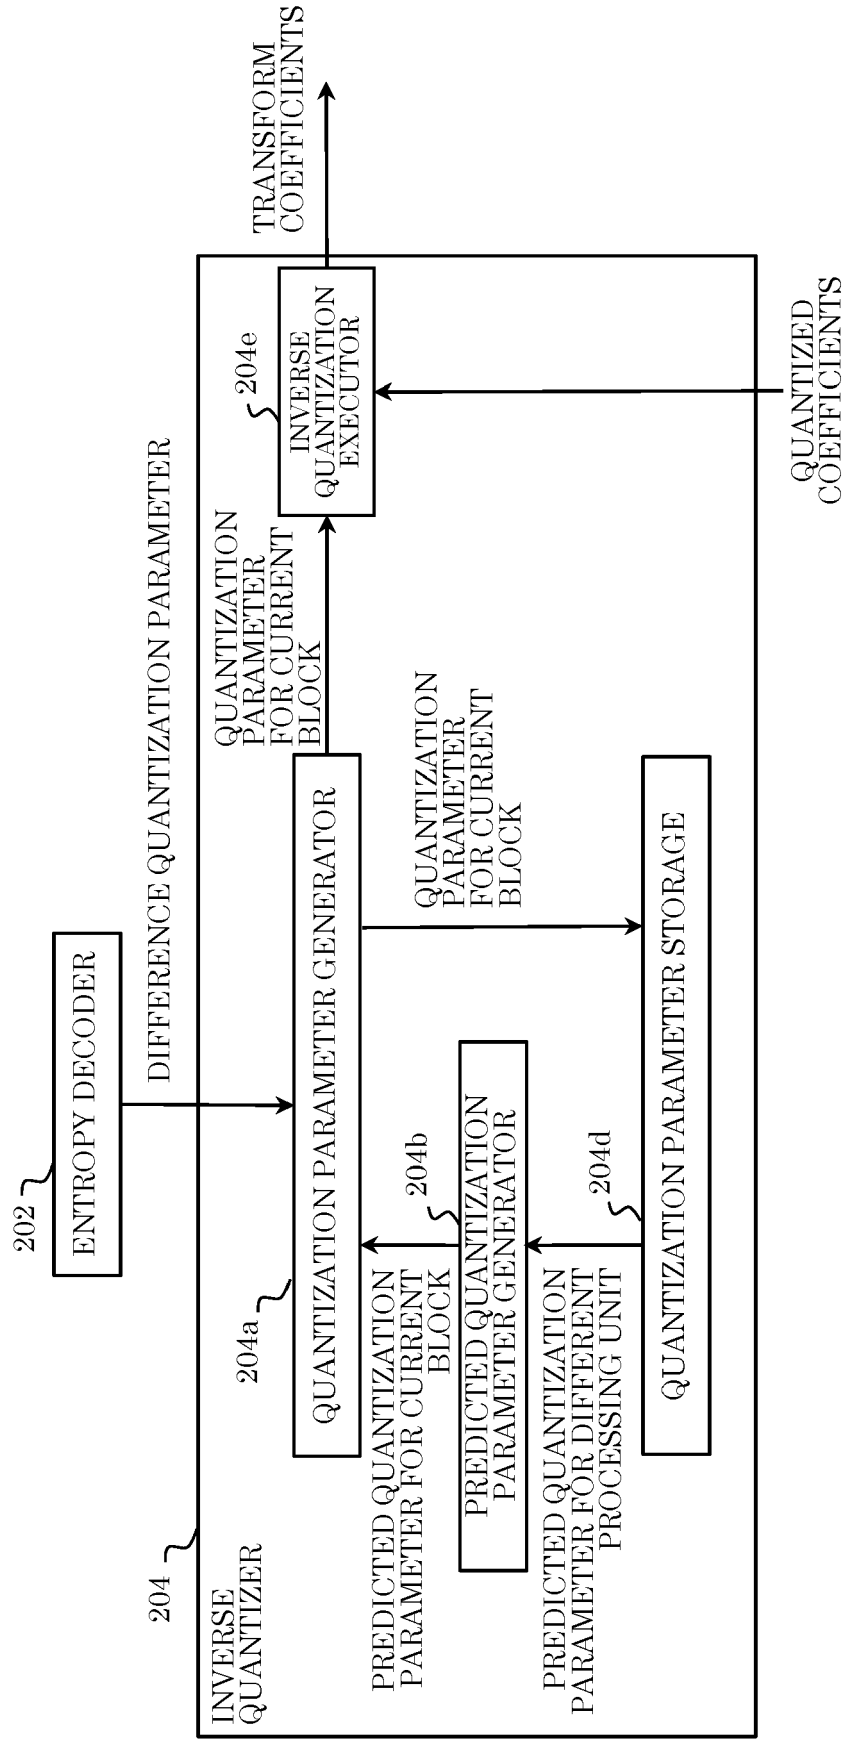 202
ENTROPY DECODER
DIFFERENCE QUANTIZATION PARAMETER
204
INVERSE
QUANTIZER
204a
QUANTIZATION PARAMETER GENERATOR
QUANTIZATION
PARAMETER
FOR CURRENT
BLOCK
204e
INVERSE
QUANTIZATION
EXECUTOR
TRANSFORM
COEFFICIENTS
PREDICTED QUANTIZATION
PARAMETER FOR CURRENT
BLOCK
204b
PREDICTED QUANTIZATION
PARAMETER GENERATOR
QUANTIZATION
PARAMETER
FOR CURRENT
BLOCK
PREDICTED QUANTIZATION
PARAMETER FOR DIFFERENT
PROCESSING UNIT
204d
QUANTIZATION PARAMETER STORAGE
QUANTIZED
COEFFICIENTS